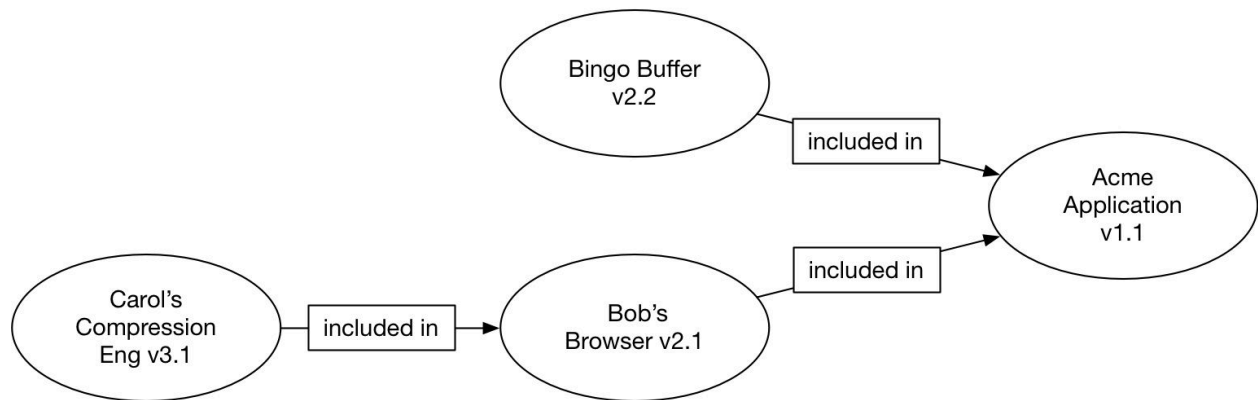 Bingo Buffer
v2.2
included in
Acme
Application
v1.1
included in
Carol’s
Compression
Eng v3.1
included in
Bob’s
Browser v2.1